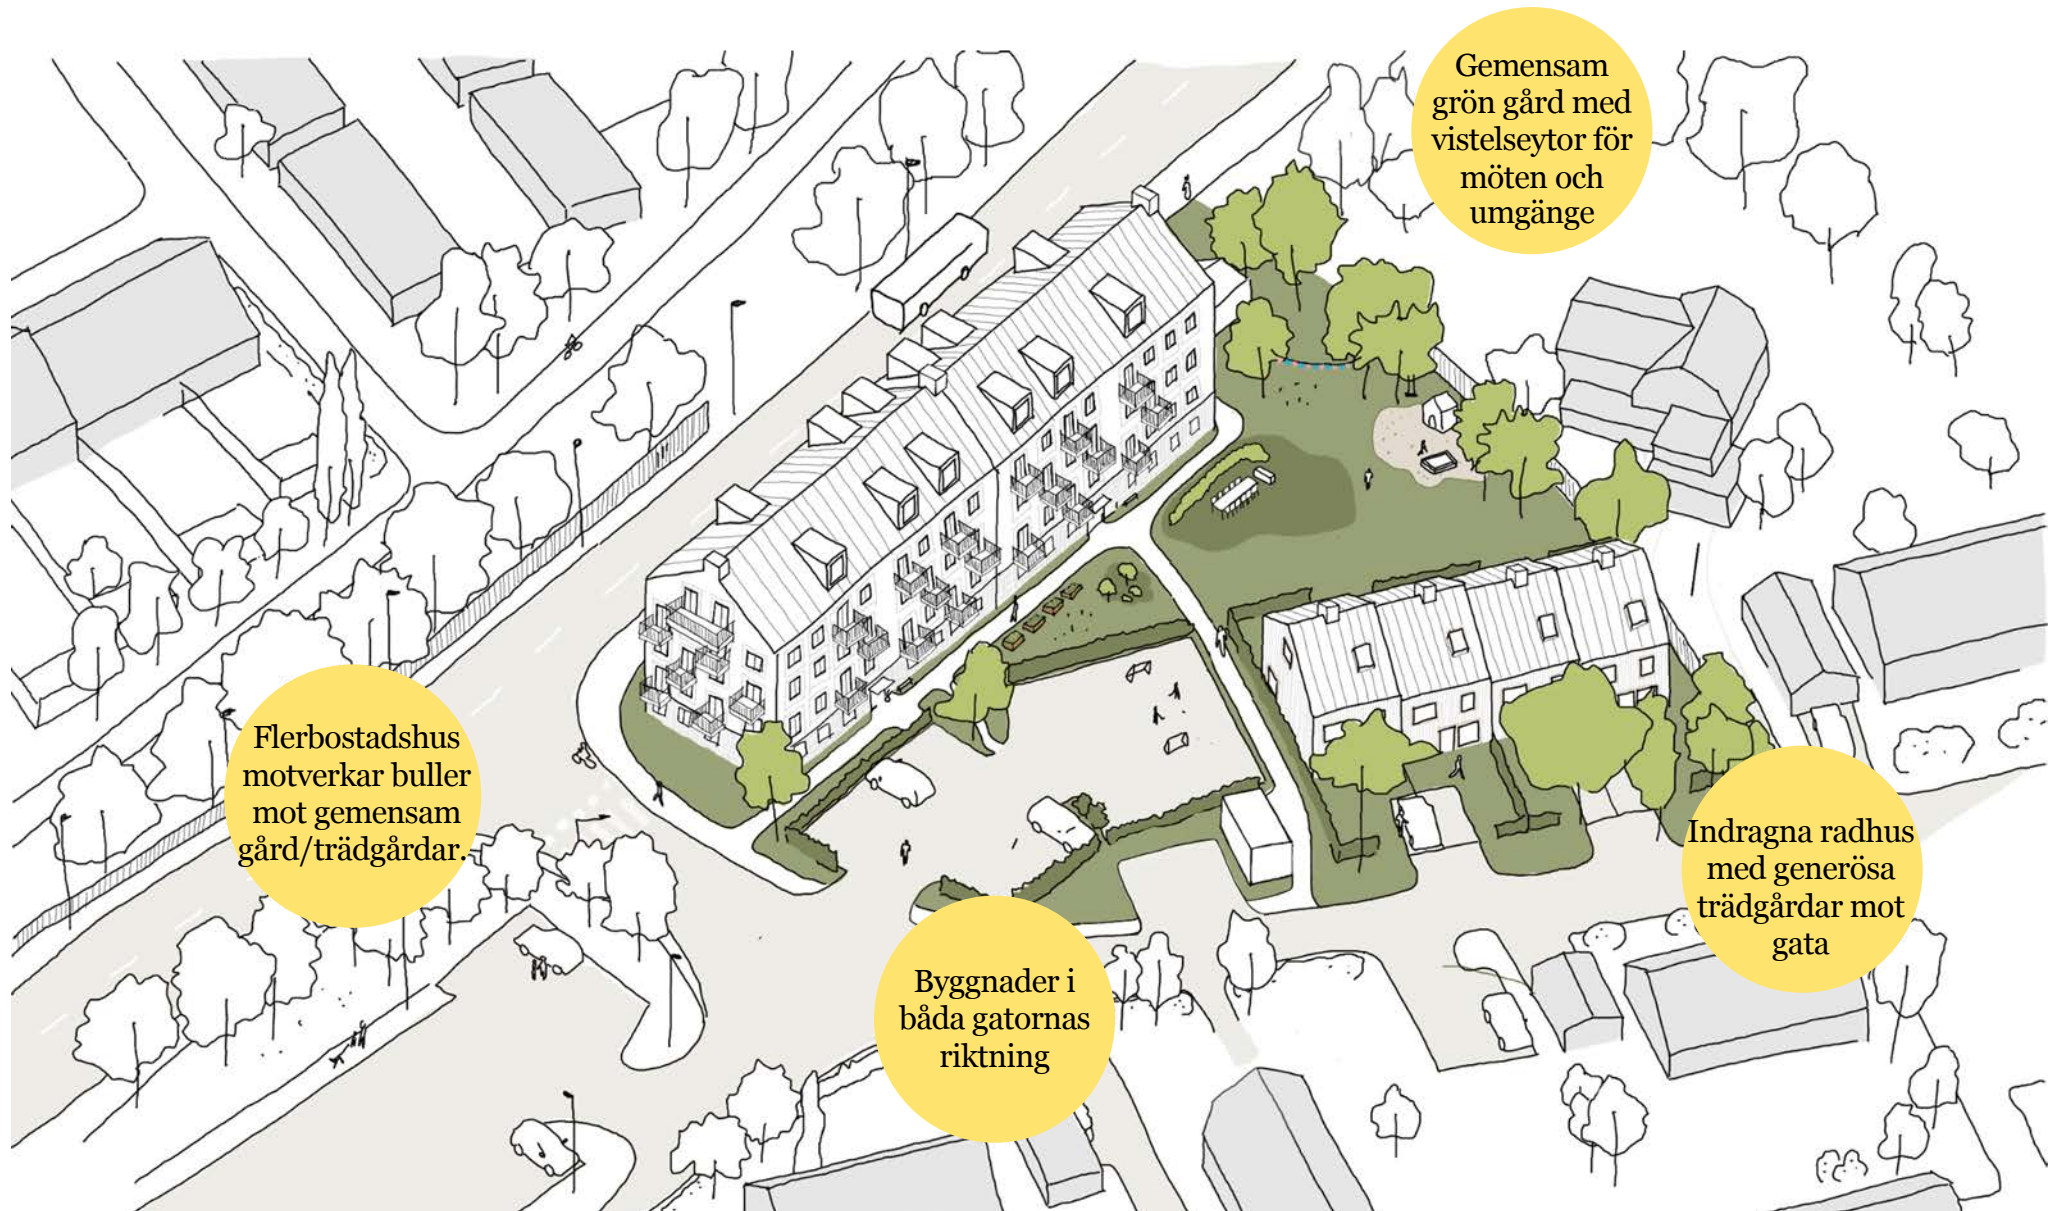 Gemensam
grön gård med
vistelseytor för
möten och
umgänge
Flerbostadshus
motverkar buller
mot gemensam
gård/trädgårdar.
Indragna radhus
med generösa
trädgårdar mot
gata
Byggnader i
båda gatornas
riktning